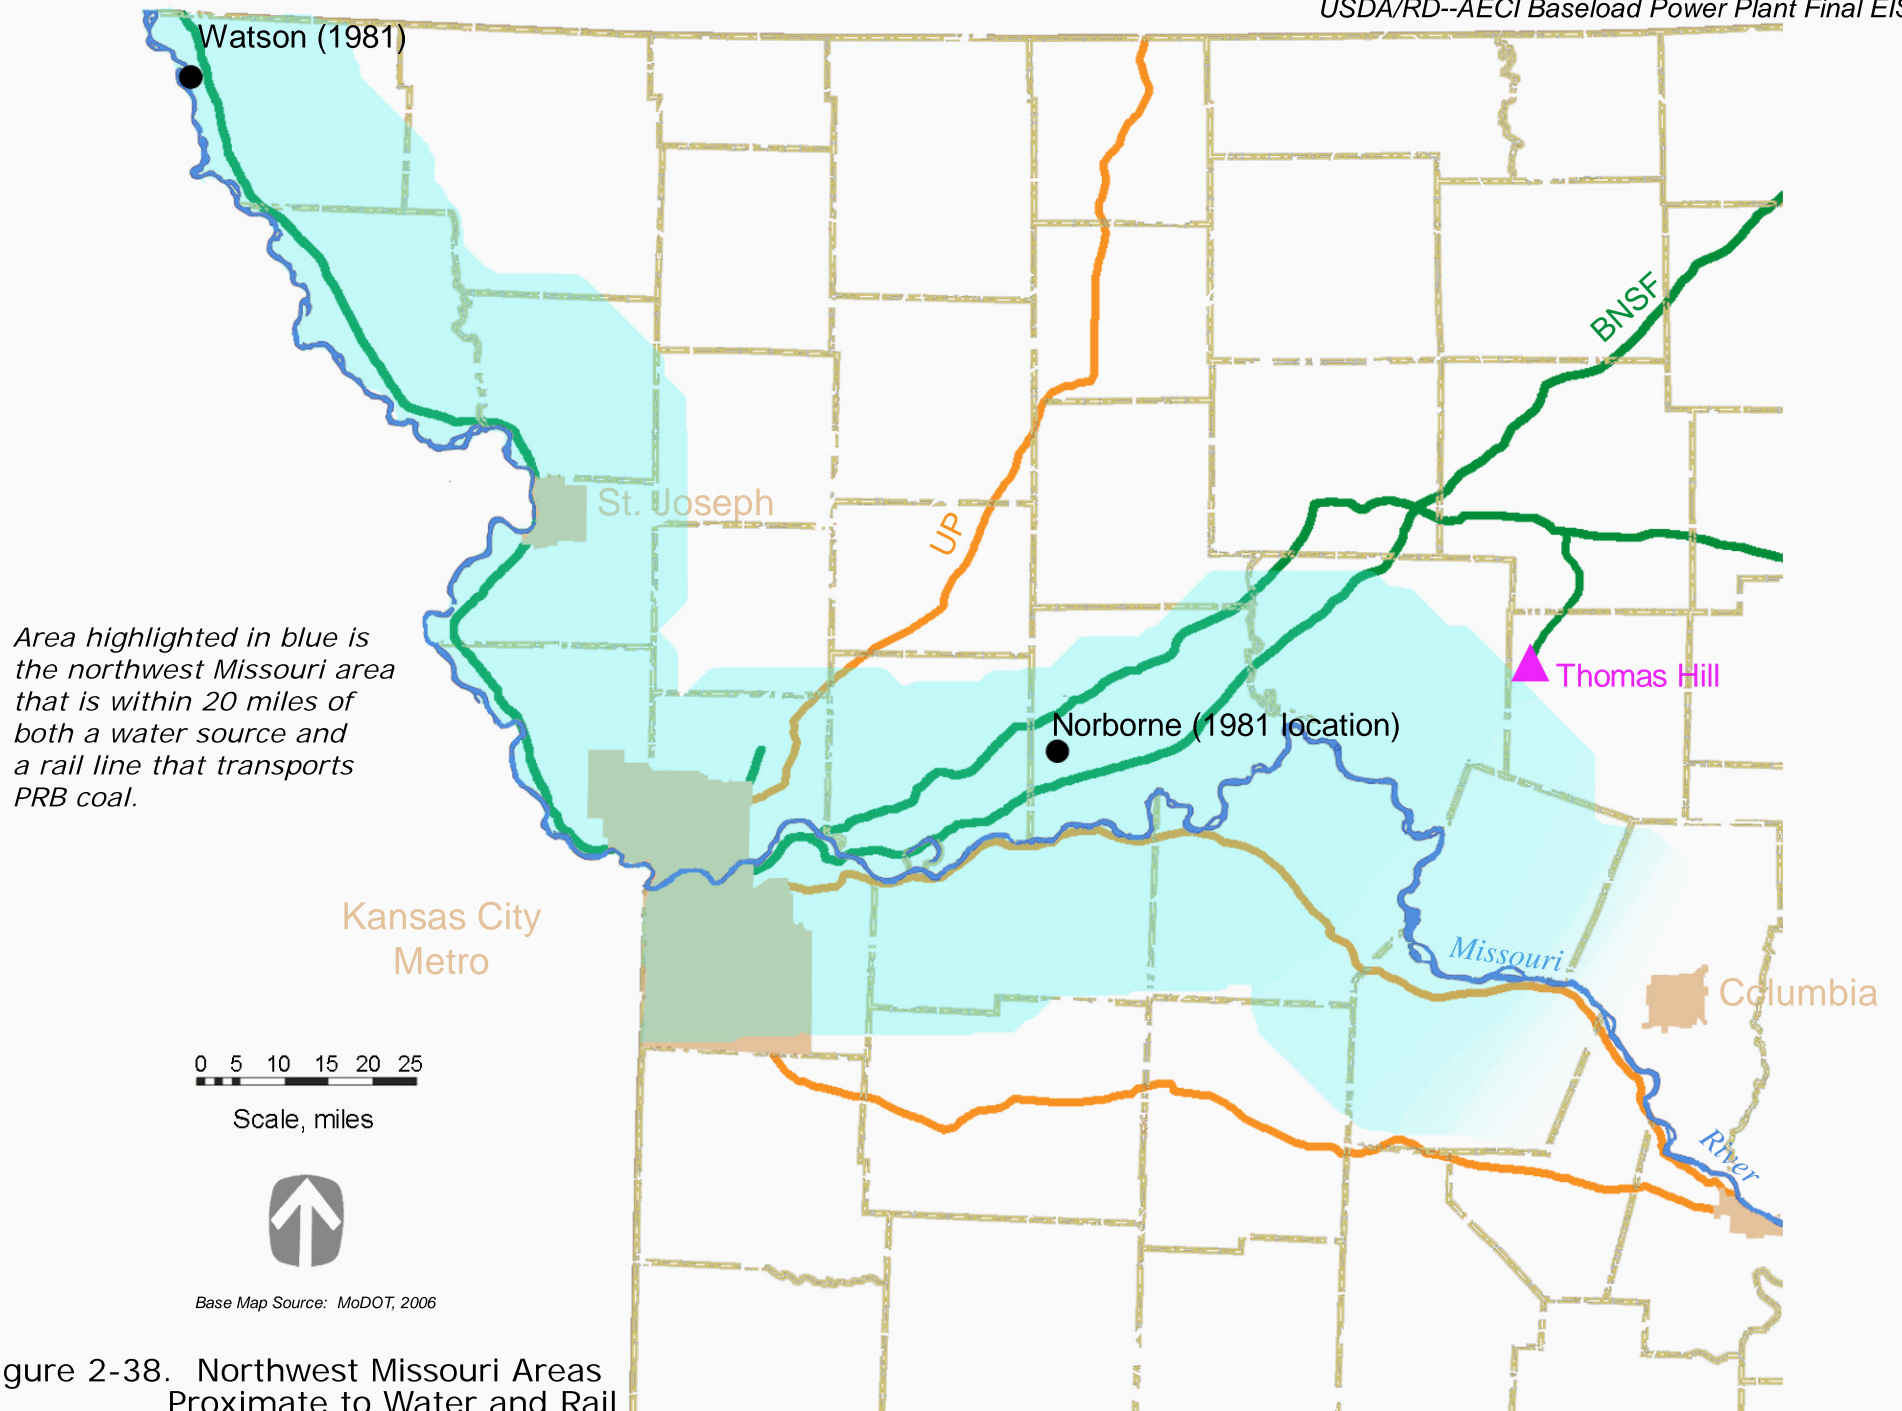 USDA/RD--AECI Baseload Power Plant Final EIS
Watson (1981)
BNSF
St. Joseph
UP
Area highlighted in blue is
the northwest Missouri area
that is within 20 miles of
both a water source and
a rail line that transports
PRB coal.
Thomas Hill
Norborne (1981 location)
Kansas City
Metro
Missouri
Columbia
0 5 10 15 20 25
Scale, miles
River
Base Map Source: MoDOT, 2006
gure 2-38. Northwest Missouri Areas
Proximate to Water and Rail